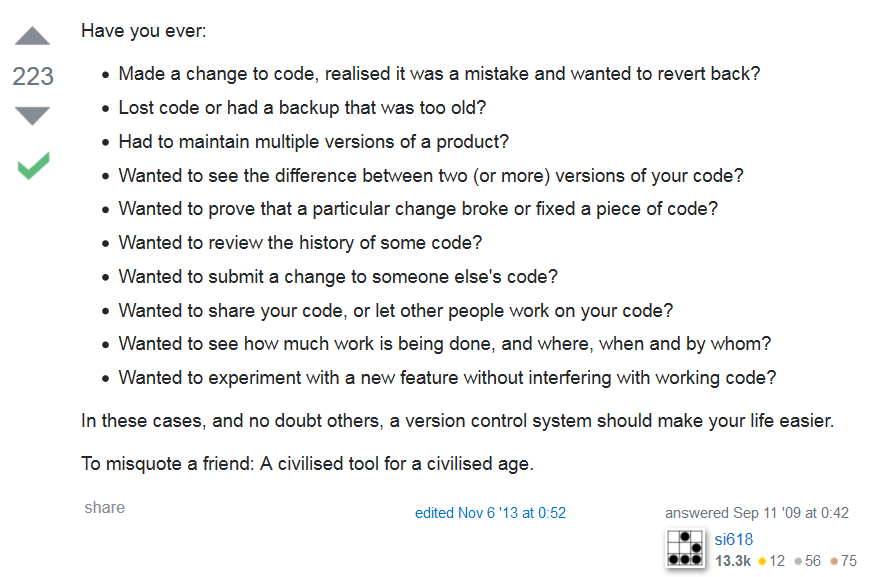 Have you ever:
223
Made a change to code, realised it was a mistake and wanted to revert back?
Lost code or had a backup that was too old?
Had to maintain multiple versions of a product?
Wanted to see the difference between two (or more) versions of your code?
Wanted to prove that a particular change broke or fixed a piece of code?
Wanted to review the history of some code?
Wanted to submit a change to someone else's code?
Wanted to share your code, or let other people work on your code?
Wanted to see how much work is being done, and where, when and by whom?
Wanted to experiment with a new feature without interfering with working code?
In these cases, and no doubt others, a version control system should make your life easier.
To misquote a friend: A civilised tool for a civilised age.
share
edited Nov 6 '13 at 0:52
answered Sep 11 '09 at 0:42
si618
13.3k 12 56 75